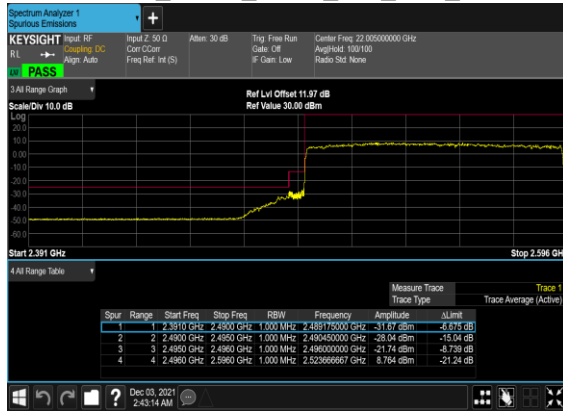 Spectrum Analyzer 1
Spurious Emissions
+
KEYSIGHT Input: RF Input Z: 50 Ω Atten: 30 dB Trig: Free Run Center Freq: 22.005000000 GHz
RL Coupling: DC Corr CCorr Gate: Off Avg|Hold: 100/100
Align: Auto Freq Ref: Int (S) IF Gain: Low Radio Std: None
PASS
3 All Range Graph Ref Lvl Offset 11.97 dB
Scale/Div 10.0 dB Ref Value 30.00 dBm
Log
20.0
10.0
0.00
-10.0
-20.0
-30.0
-40.0
-50.0
-60.0
Start 2.391 GHz Stop 2.596 GH
4 All Range Table
Measure Trace Trace 1
Trace Type Trace Average (Active)
Spur Range Start Freq Stop Freq RBW Frequency Amplitude ΔLimit
1 1 2.3910 GHz 2.4900 GHz 1.000 MHz 2.489175000 GHz -31.67 dBm -6.675 dB
2 2 2.4900 GHz 2.4950 GHz 1.000 MHz 2.490450000 GHz -28.04 dBm -15.04 dB
3 3 2.4950 GHz 2.4960 GHz 1.000 MHz 2.496000000 GHz -21.74 dBm -8.739 dB
4 4 2.4960 GHz 2.5960 GHz 1.000 MHz 2.523666667 GHz 8.764 dBm -21.24 dB
? Dec 03, 2021
2:43:14 AM